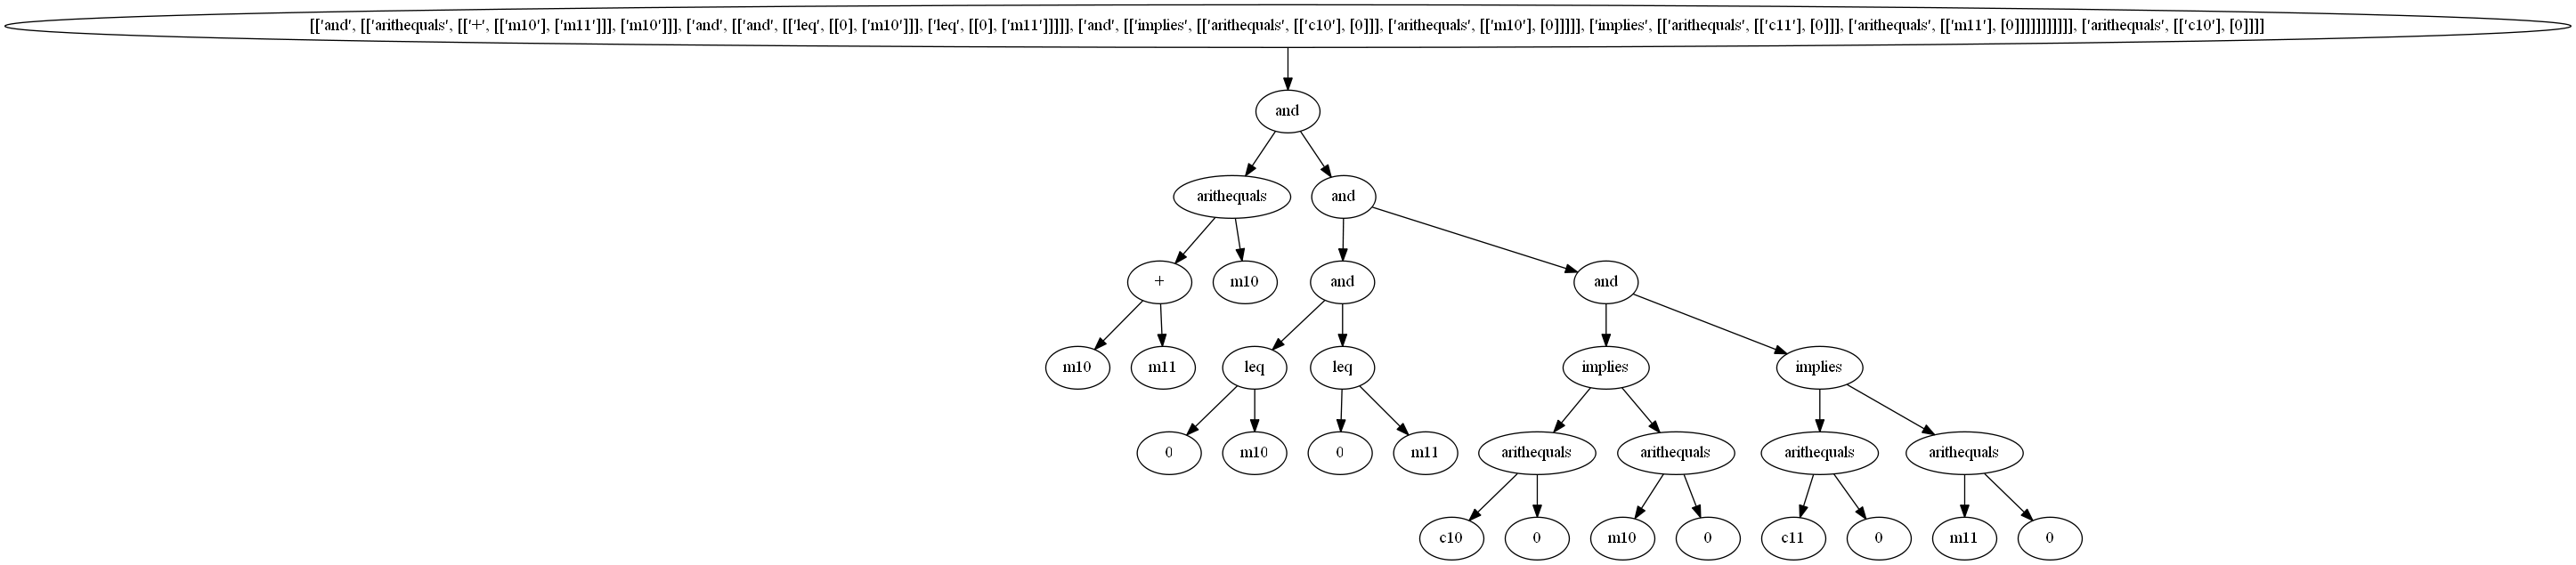 [['and', [['arithequals', [['+', [['m10'], ['m11']]], ['m10']]], ['and', [['and', [['leq', [[0], ['m10']]], ['leq', [[0], ['m11']]]]], ['and', [['implies', [['arithequals', [['c10'], [0]]], ['arithequals', [['m10'], [0]]]]], ['implies', [['arithequals', [['c11'], [0]]], ['arithequals', [['m11'], [0]]]]]]]]]]], ['arithequals', [['c10'], [0]]]]
and
arithequals and
+ m10 and and
m10 m11 leq leq implies implies
0 m10 0 m11 arithequals arithequals arithequals arithequals
c10 0 m10 0 c11 0 m11 0